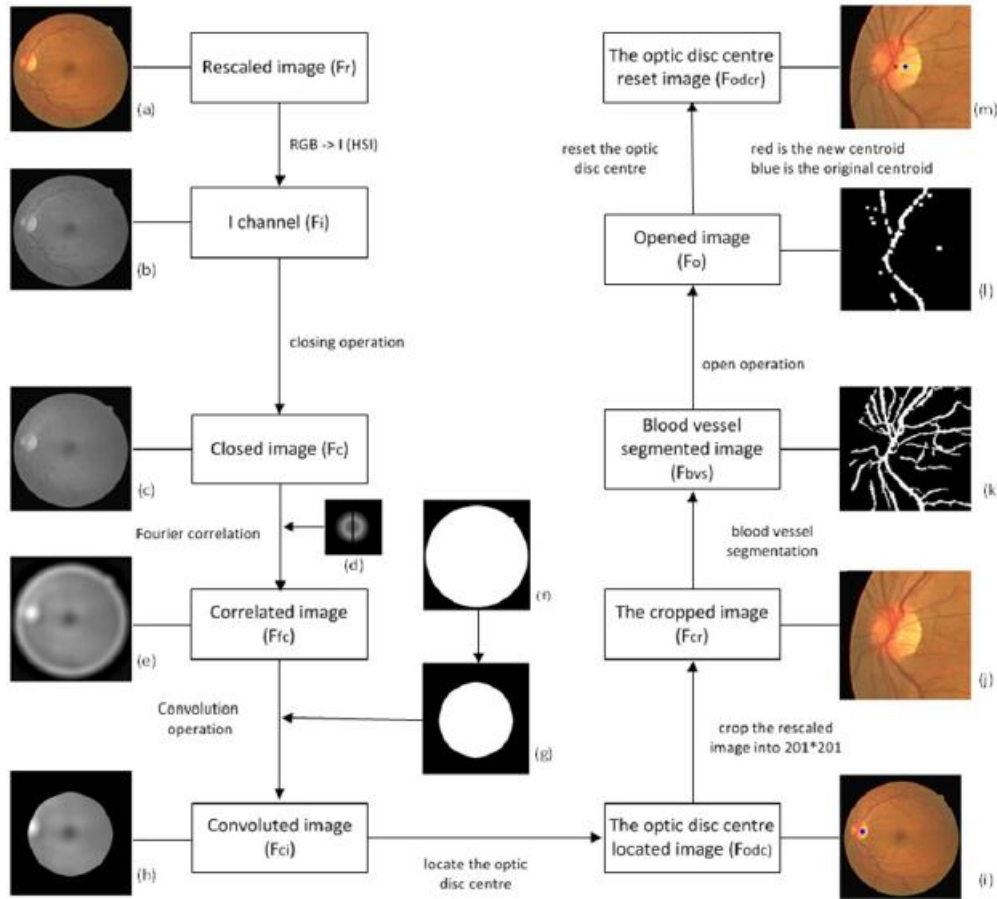 Rescaled image (Fr)
(a)
RGB -> I (HSI)
I channel (Fi)
(b)
closing operation
Closed image (Fc)
(c)
Fourier correlation
(d)
(f)
Correlated image
(Ffc)
(e)
Convolution
operation
(g)
Convoluted image
(Fci)
(h)
locate the optic
disc centre
The optic disc centre
located image (Fodc)
(i)
crop the rescaled
image into 201*201
The cropped image
(Fcr)
(j)
blood vessel
segmentation
Blood vessel
segmented image
(Fbvs)
(k)
open operation
Opened image
(Fo)
(l)
reset the optic
disc centre
red is the new centroid
blue is the original centroid
The optic disc centre
reset image (Fodcr)
(m)